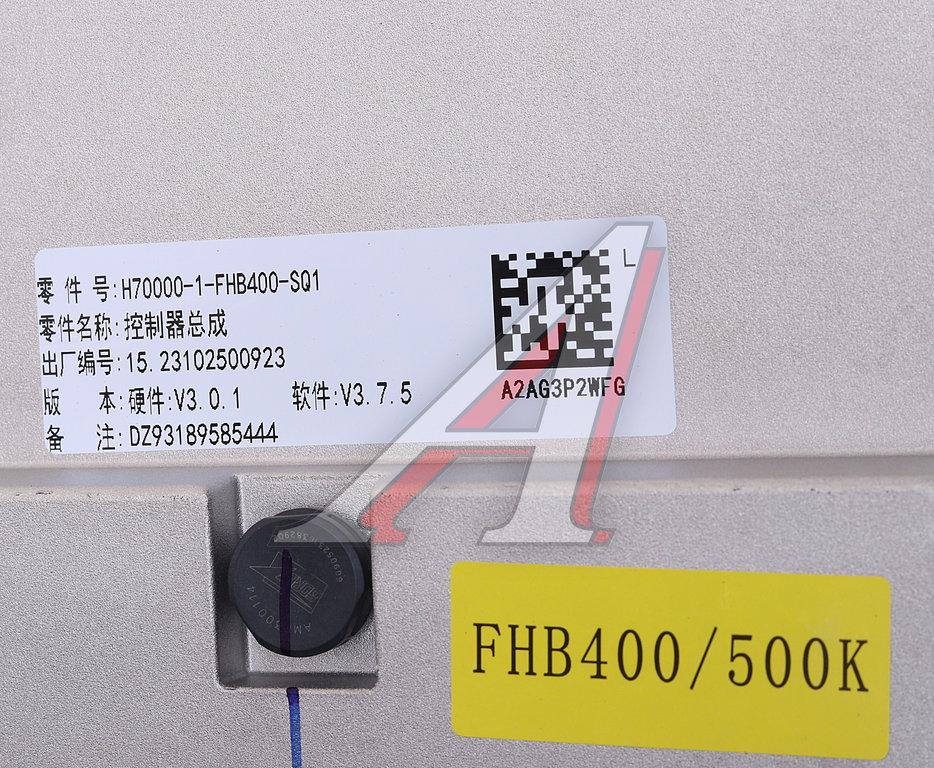 零 件 号:H70000-1-FHB400-SQ1
零件名称:控制器总成
出厂编号:15.23102500923
版 本:硬件:V3.0.1 软件:V3.7.5
备 注:DZ93189585444
L
A2AG3P2WFG
FHB400/500K